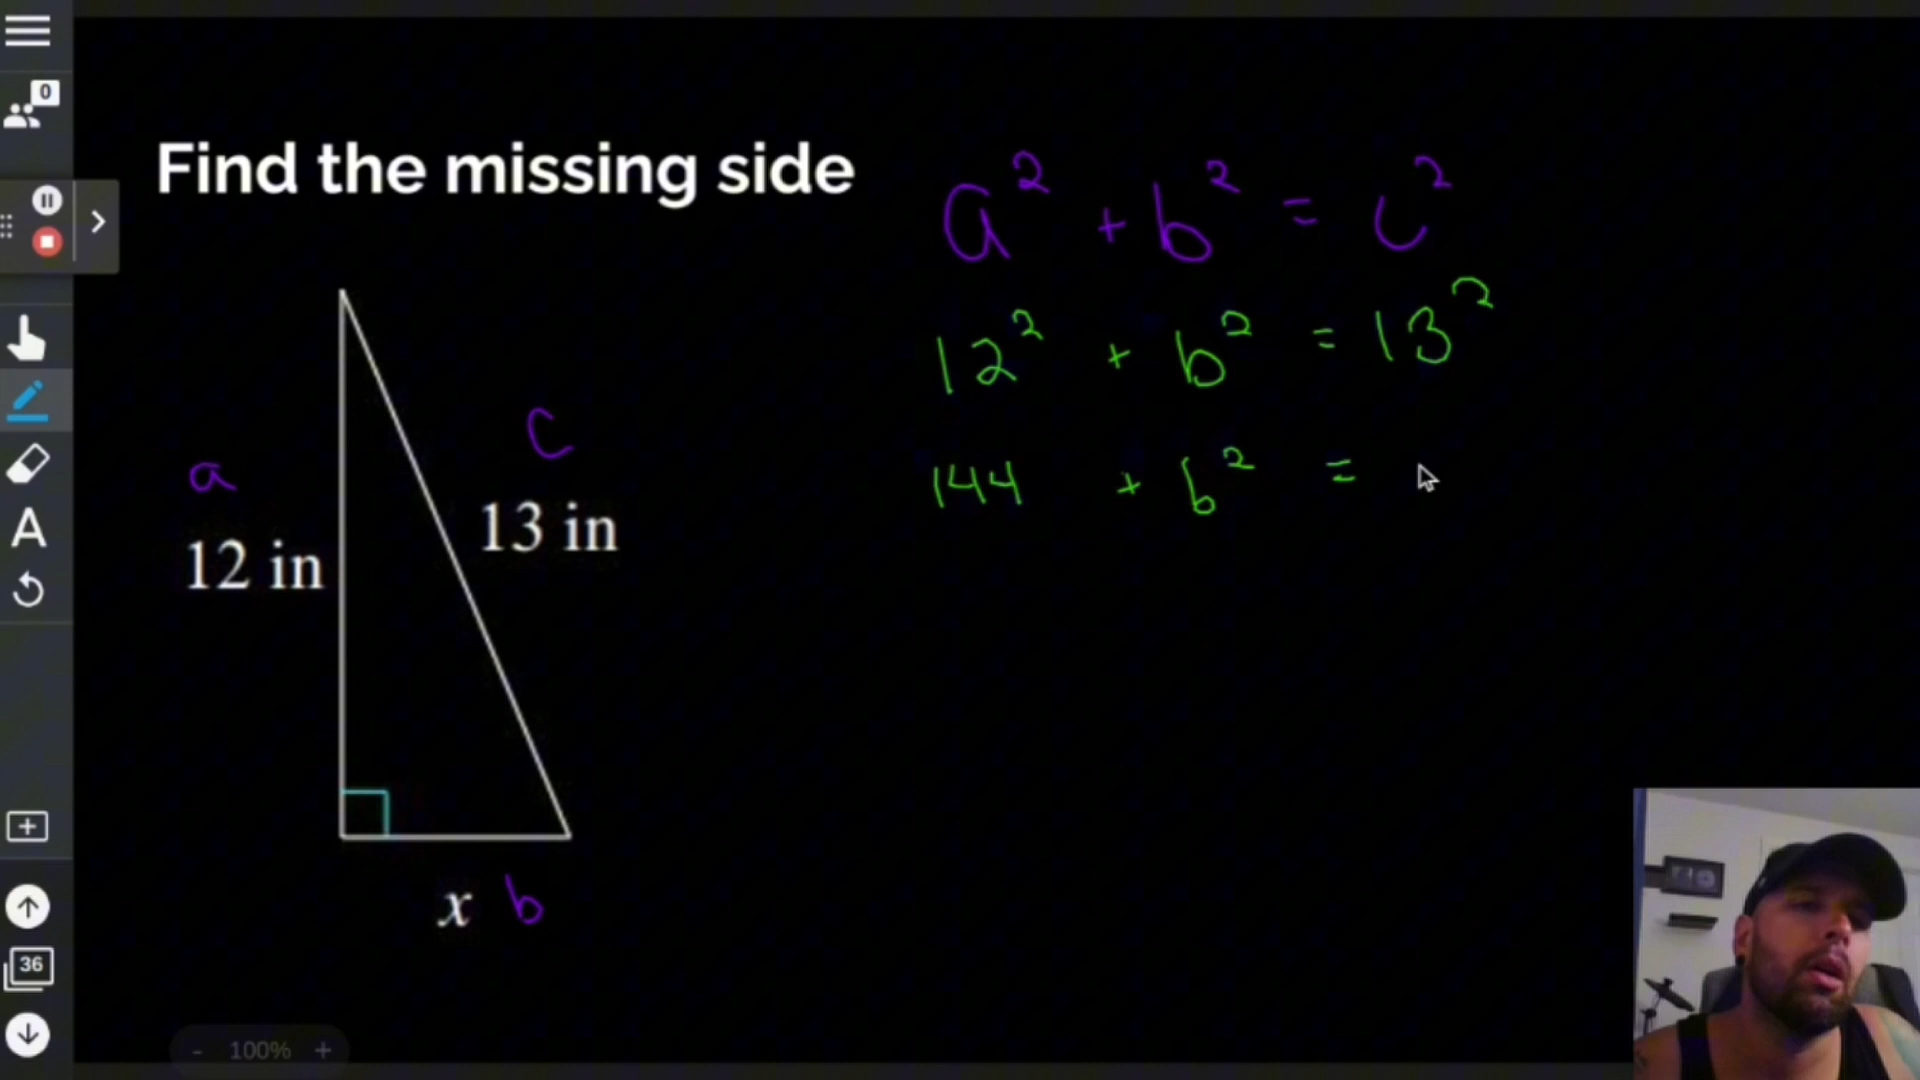 0
Find the missing side
a² + b² = c²
12² + b² = 13²
144 + b² =
a
c
12 in
13 in
x b
A
36
- 100% +